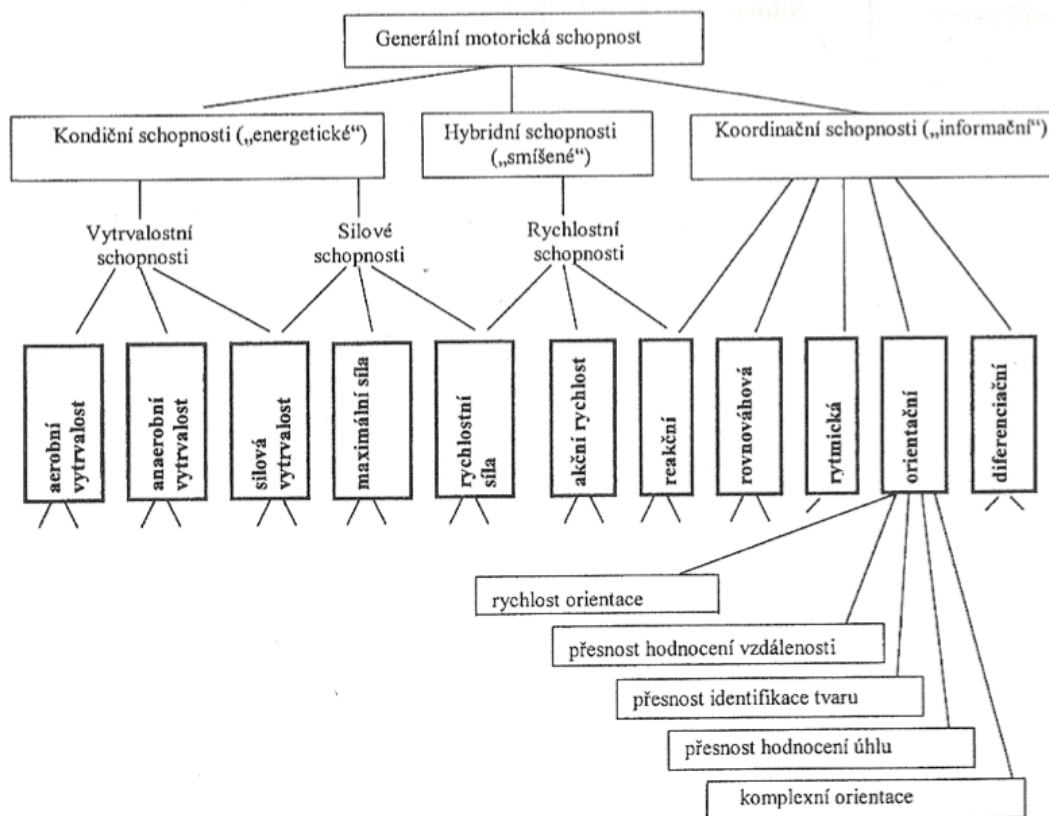 Generální motorická schopnost
Kondiční schopnosti („energetické“)
Hybridní schopnosti
(„smíšené“)
Koordinační schopnosti („informační“)
Vytrvalostní
schopnosti
Silové
schopnosti
Rychlostní
schopnosti
aerobní
vytrvalost
anaerobní
vytrvalost
silová
vytrvalost
maximální síla
rychlostní
síla
akční rychlost
reakční
rovnováhová
rytmická
orientační
diferenciační
rychlost orientace
přesnost hodnocení vzdálenosti
přesnost identifikace tvaru
přesnost hodnocení úhlu
komplexní orientace